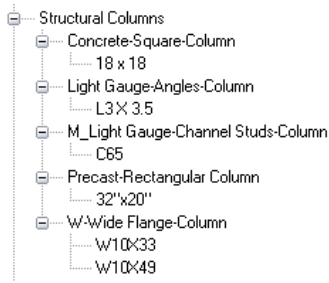 Structural Columns
Concrete-Square-Column
18 x 18
Light Gauge-Angles-Column
L3 X 3.5
M_Light Gauge-Channel Studs-Column
C65
Precast-Rectangular Column
32"x20"
W-Wide Flange-Column
W10X33
W10X49